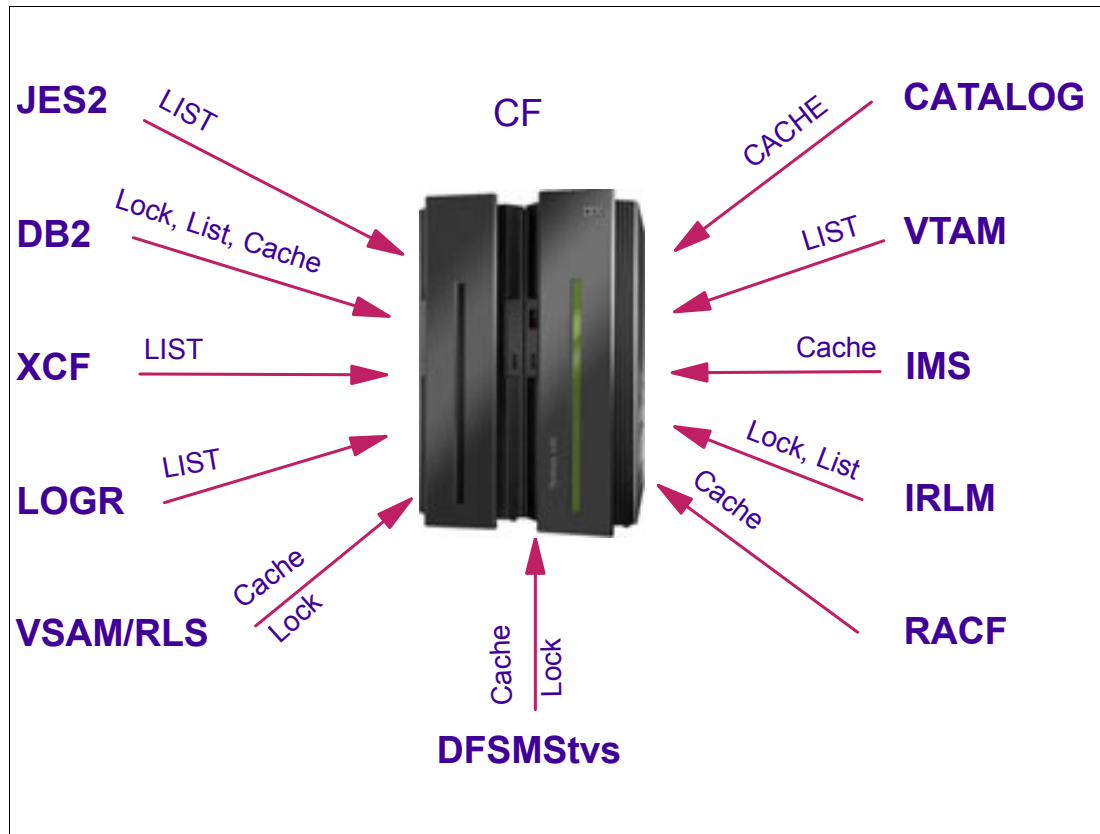 JES2
LIST
CF
CATALOG
CACHE
DB2
Lock, List, Cache
VTAM
LIST
XCF
LIST
IMS
Cache
LOGR
LIST
IRLM
Lock, List
VSAM/RLS
Cache
Lock
RACF
Cache
DFSMStvs
Cache
Lock